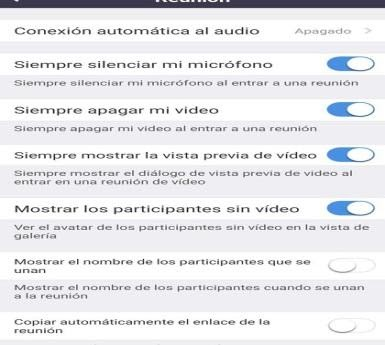 Reunión
Conexión automática al audio Apagado >
Siempre silenciar mi micrófono
Siempre silenciar mi micrófono al entrar a una reunión
Siempre apagar mi video
Siempre apagar mi video al entrar a una reunión
Siempre mostrar la vista previa de vídeo
Siempre mostrar el diálogo de vista previa de video al
entrar en una reunión de vídeo
Mostrar los participantes sin vídeo
Ver el avatar de los participantes sin vídeo en la vista de
galería
Mostrar el nombre de los participantes que se
unan
Mostrar el nombre de los participantes cuando se unan
a la reunión
Copiar automáticamente el enlace de la
reunión